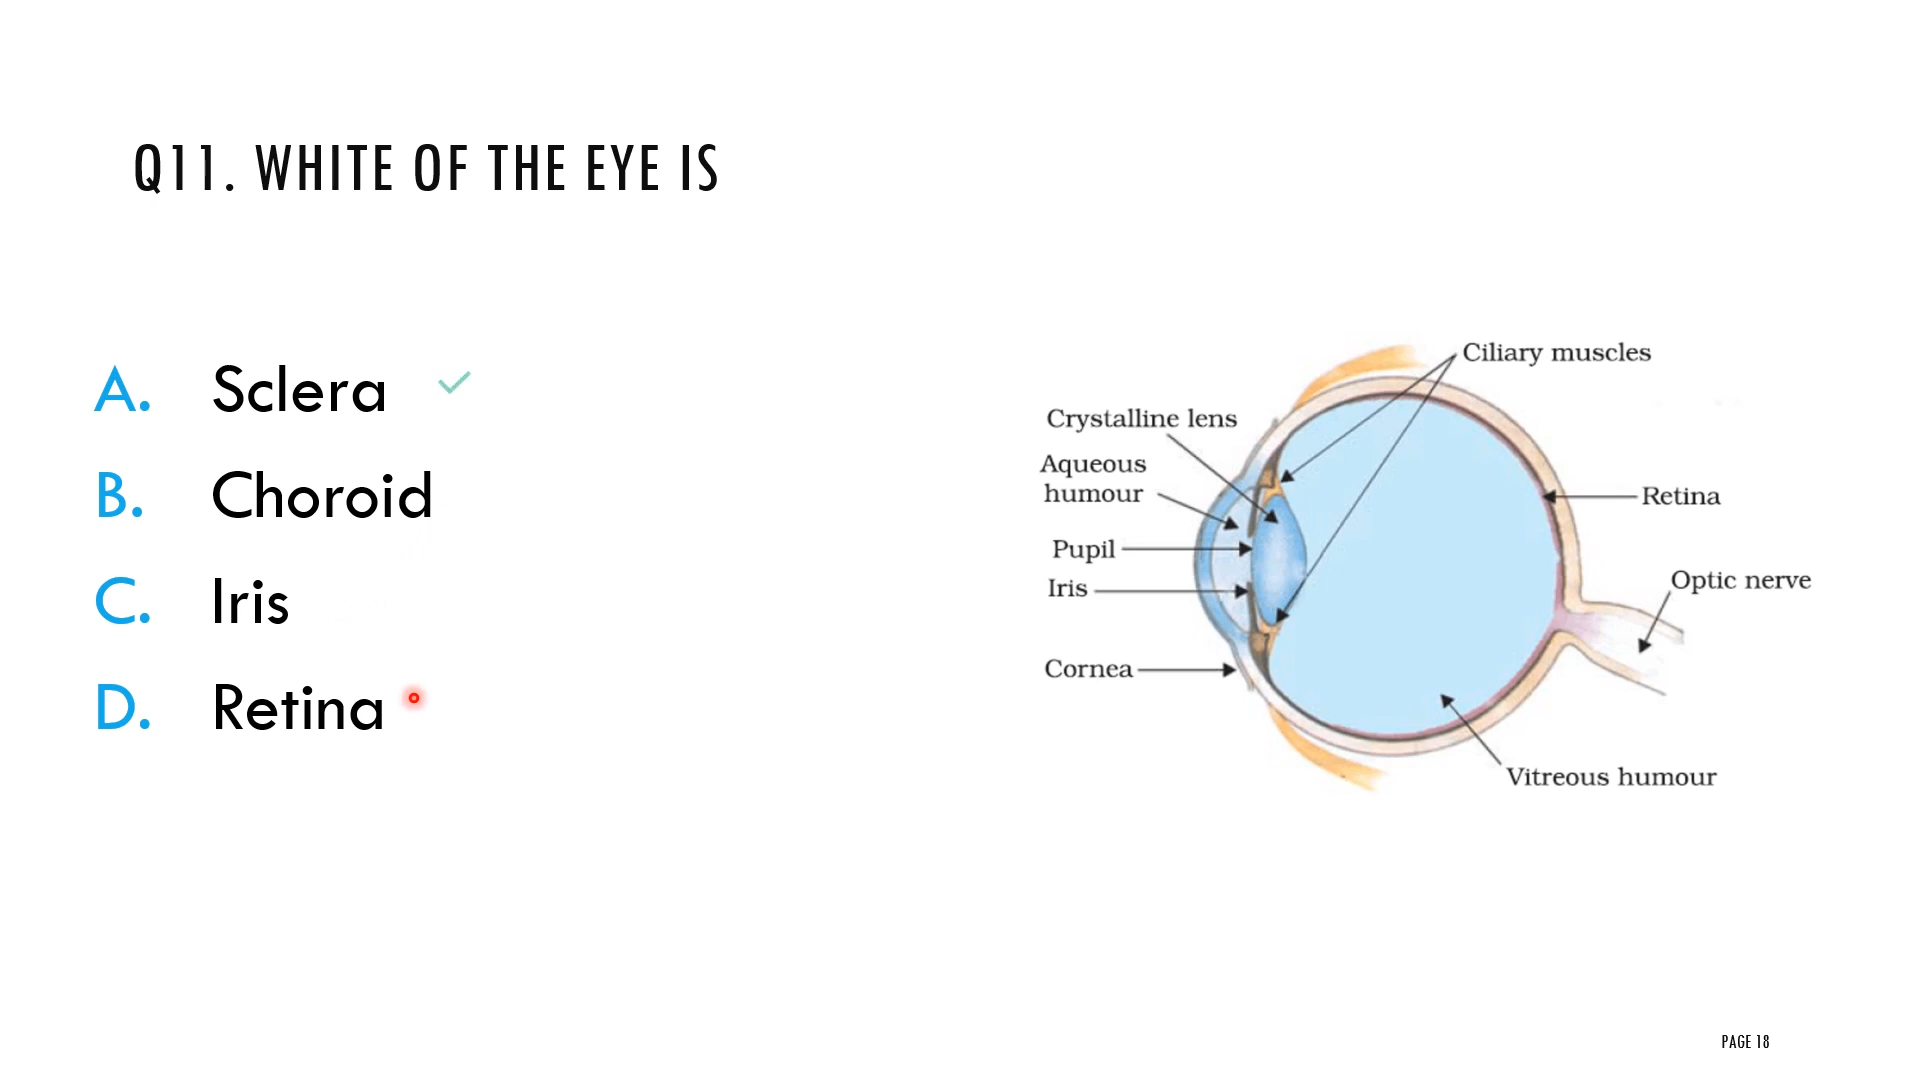 Q11. WHITE OF THE EYE IS
A. Sclera
B. Choroid
C. Iris
D. Retina
Ciliary muscles
Crystalline lens
Aqueous
humour
Pupil
Iris
Cornea
Retina
Optic nerve
Vitreous humour
PAGE 18